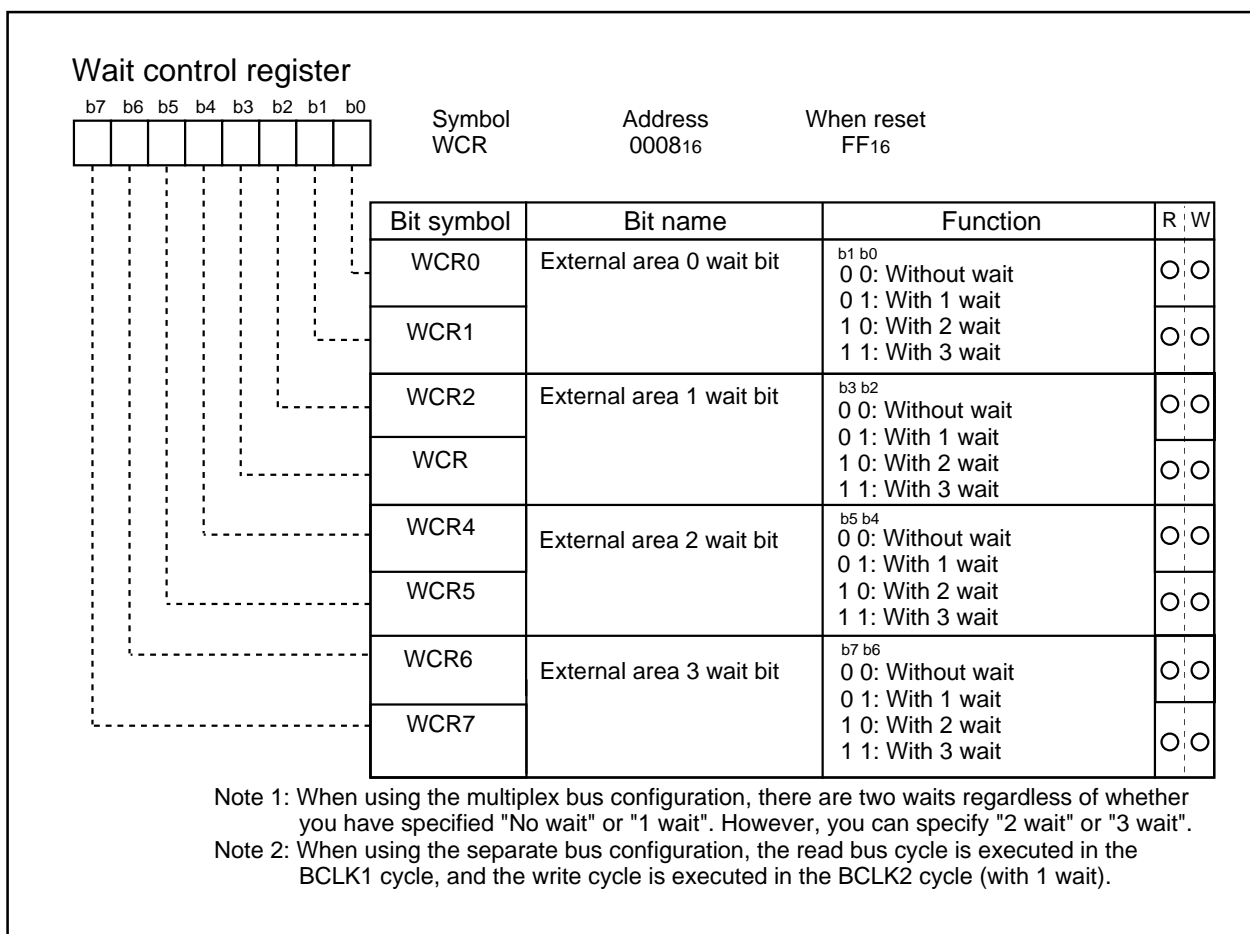 Wait control register
b7 b6 b5 b4 b3 b2 b1 b0
Symbol Address When reset
WCR 000816 FF16
Bit symbol Bit name Function R W
WCR0 External area 0 wait bit b1 b0
0 0: Without wait
0 1: With 1 wait
WCR1 1 0: With 2 wait
1 1: With 3 wait
WCR2 External area 1 wait bit b3 b2
0 0: Without wait
0 1: With 1 wait
WCR 1 0: With 2 wait
1 1: With 3 wait
WCR4 External area 2 wait bit b5 b4
0 0: Without wait
0 1: With 1 wait
WCR5 1 0: With 2 wait
1 1: With 3 wait
WCR6 External area 3 wait bit b7 b6
0 0: Without wait
0 1: With 1 wait
WCR7 1 0: With 2 wait
1 1: With 3 wait
Note 1: When using the multiplex bus configuration, there are two waits regardless of whether
you have specified "No wait" or "1 wait". However, you can specify "2 wait" or "3 wait".
Note 2: When using the separate bus configuration, the read bus cycle is executed in the
BCLK1 cycle, and the write cycle is executed in the BCLK2 cycle (with 1 wait).